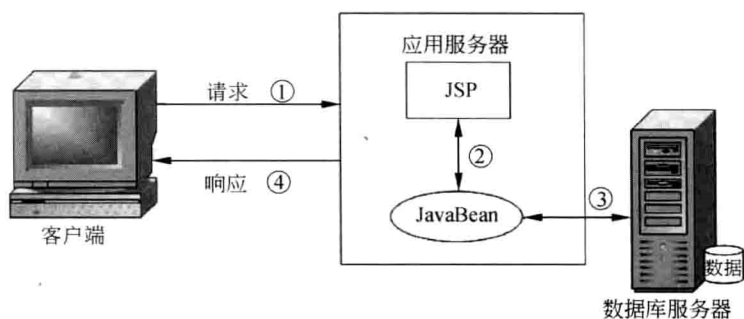 应用服务器
JSP
请求 ①
②
响应 ④
JavaBean
③
客户端
数据
数据库服务器